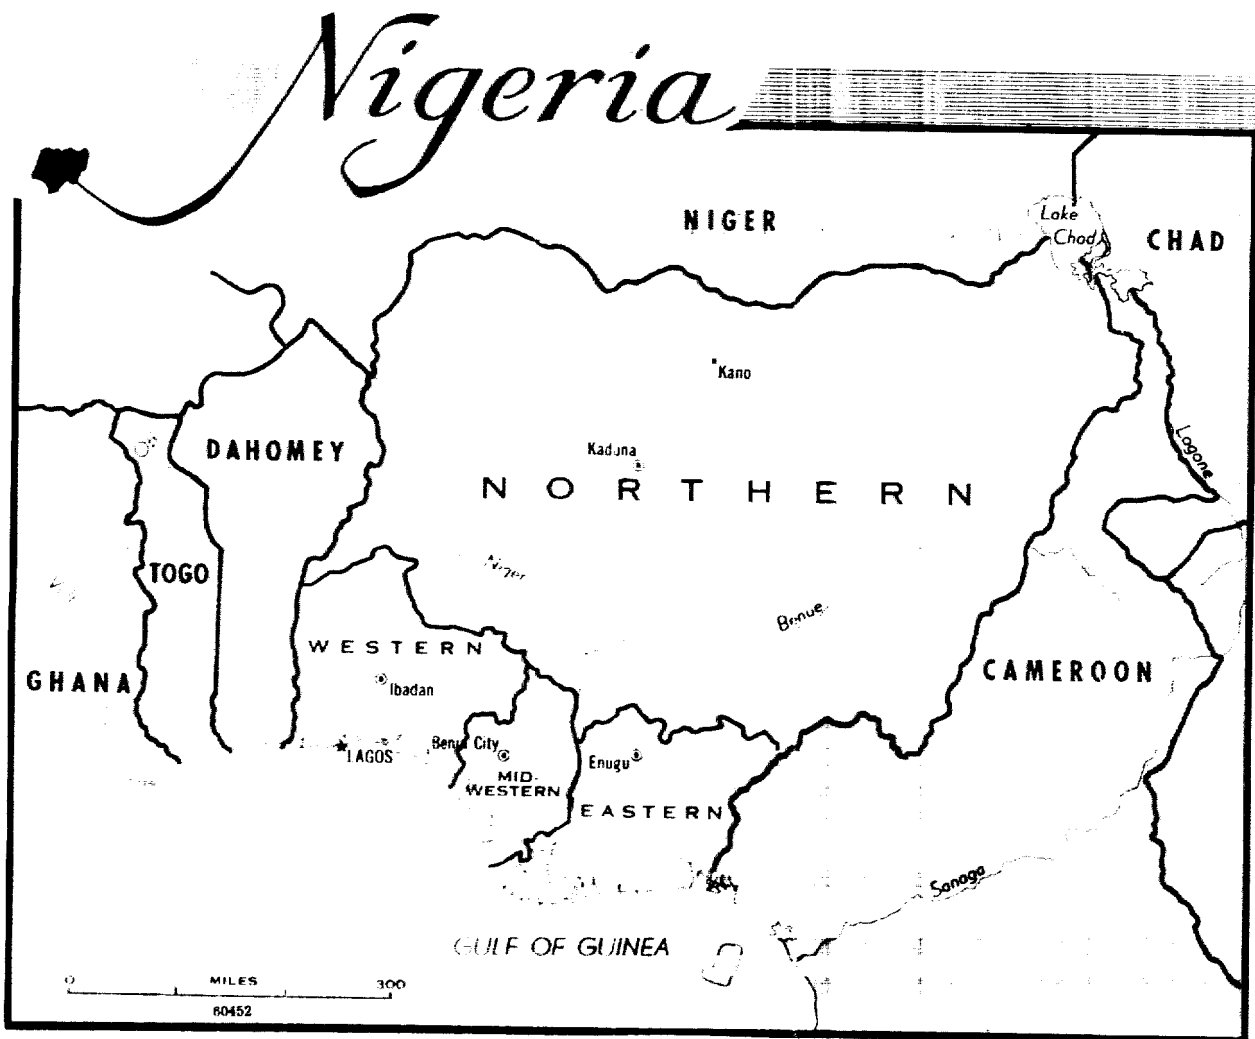 Nigeria
NIGER
Lake
Chad
CHAD
Kano
DAHOMEY
Kaduna
Logone
NORTHERN
TOGO
Niger
Benue
WESTERN
GHANA
CAMEROON
Ibadan
LAGOS
Benin City
Enugu
MID-
WESTERN
EASTERN
Sanaga
GULF OF GUINEA
0 MILES 300
60452